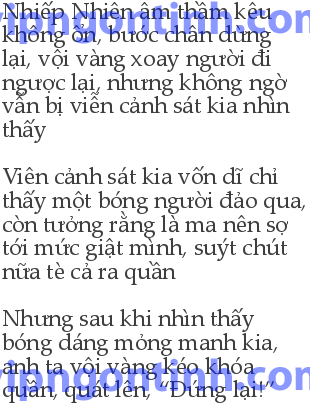 Nhiếp Nhiên âm thầm kêu
không ổn, bước chân dừng
lại, vội vàng xoay người đi
ngược lại, nhưng không ngờ
vẫn bị viễn cảnh sát kia nhìn
thấy
Viên cảnh sát kia vốn dĩ chỉ
thấy một bóng người đảo qua,
còn tưởng rằng là ma nên sợ
tới mức giật mình, suýt chút
nữa tè cả ra quần
Nhưng sau khi nhìn thấy
bóng dáng mỏng manh kia,
anh ta vội vàng kéo khóa
quần, quát lên, “Đứng lại!”
ipngontinh.com
vipngontinh.com